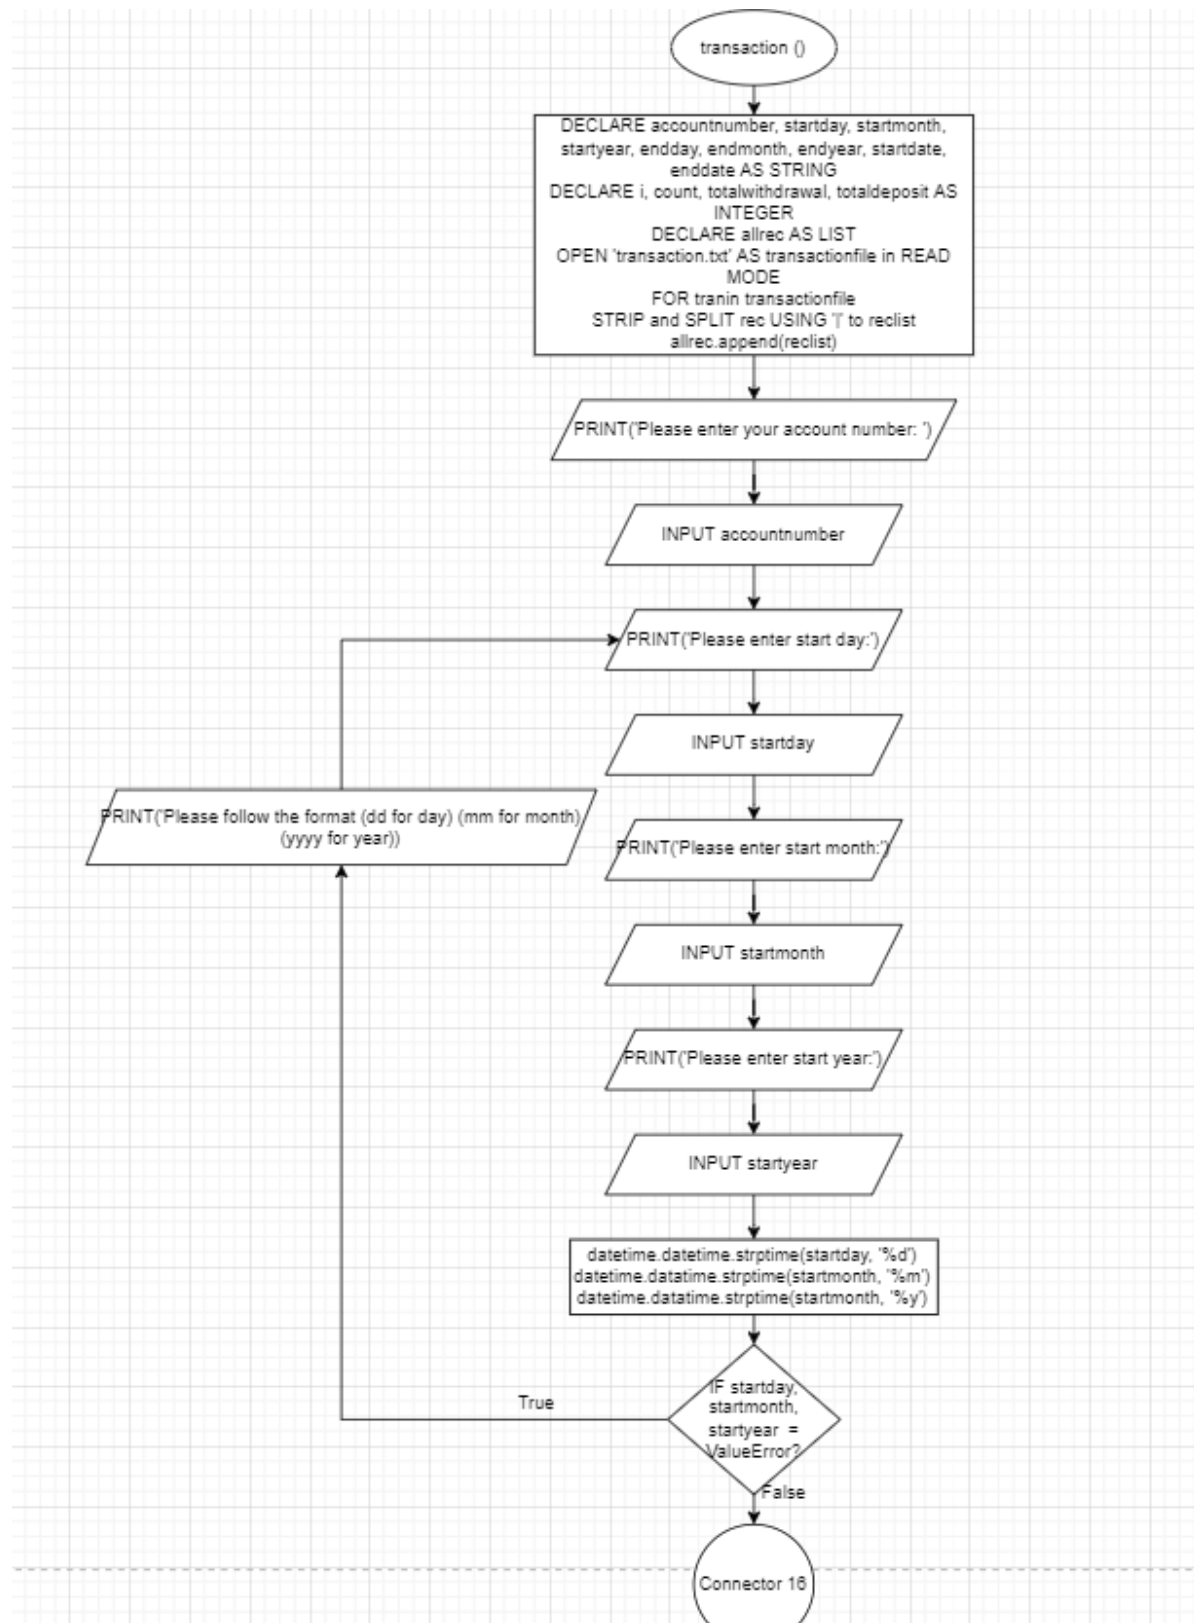 transaction ()
DECLARE accountnumber, startday, startmonth,
startyear, endday, endmonth, endyear, startdate,
enddate AS STRING
DECLARE i, count, totalwithdrawal, totaldeposit AS
INTEGER
DECLARE allrec AS LIST
OPEN 'transaction.txt' AS transactionfile in READ
MODE
FOR tranin transactionfile
STRIP and SPLIT rec USING '|' to reclist
allrec.append(reclist)
PRINT('Please enter your account number: ')
INPUT accountnumber
PRINT('Please enter start day:')
INPUT startday
PRINT('Please follow the format (dd for day) (mm for month)
(yyyy for year))
PRINT('Please enter start month:')
INPUT startmonth
PRINT('Please enter start year:')
INPUT startyear
datetime.datetime.strptime(startday, '%d')
datetime.datatime.strptime(startmonth, '%m')
datetime.datatime.strptime(startmonth, '%y')
True
IF startday,
startmonth,
startyear =
ValueError?
False
Connector 16